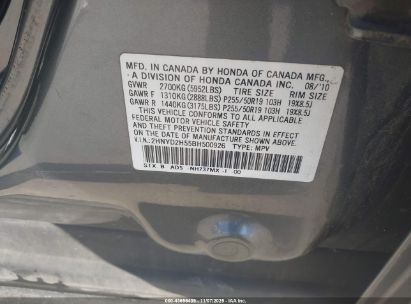 MFD. IN CANADA BY HONDA OF CANADA MFG.,
A DIVISION OF HONDA CANADA INC. 08/'10
GVWR 2700KG(5952LBS) TIRE SIZE RIM SIZE
GAWR F 1310KG(2888LBS) P255/50R19 103H 19X8.5J
GAWR R 1440KG(3175LBS) P255/50R19 103H 19X8.5J
THIS VEHICLE CONFORMS TO ALL APPLICABLE
FEDERAL MOTOR VEHICLE SAFETY STANDARDS IN EFFECT
ON THE DATE OF MANUFACTURE SHOWN ABOVE.
V.I.N.:2HNYD2H55BH500926 TYPE: MPV
STX B AD5 NH737MX -I -00